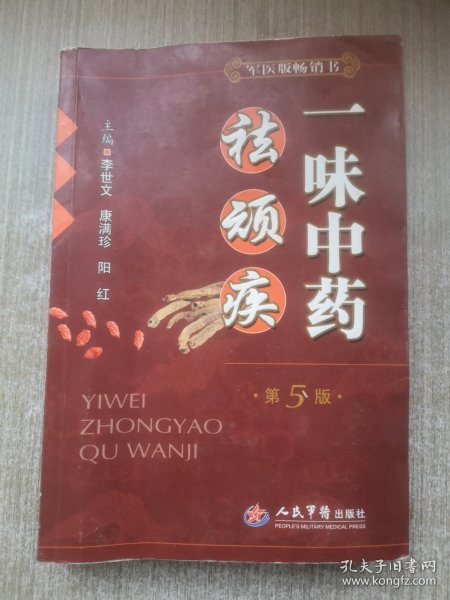 军医版畅销书
一味中药
祛顽疾
主编 李世文 康满珍 阳红
·第5版·
YIWEI
ZHONGYAO
QU WANJI
人民军医出版社
PEOPLE'S MILITARY MEDICAL PRESS
孔夫子旧书网
www.kongfz.com